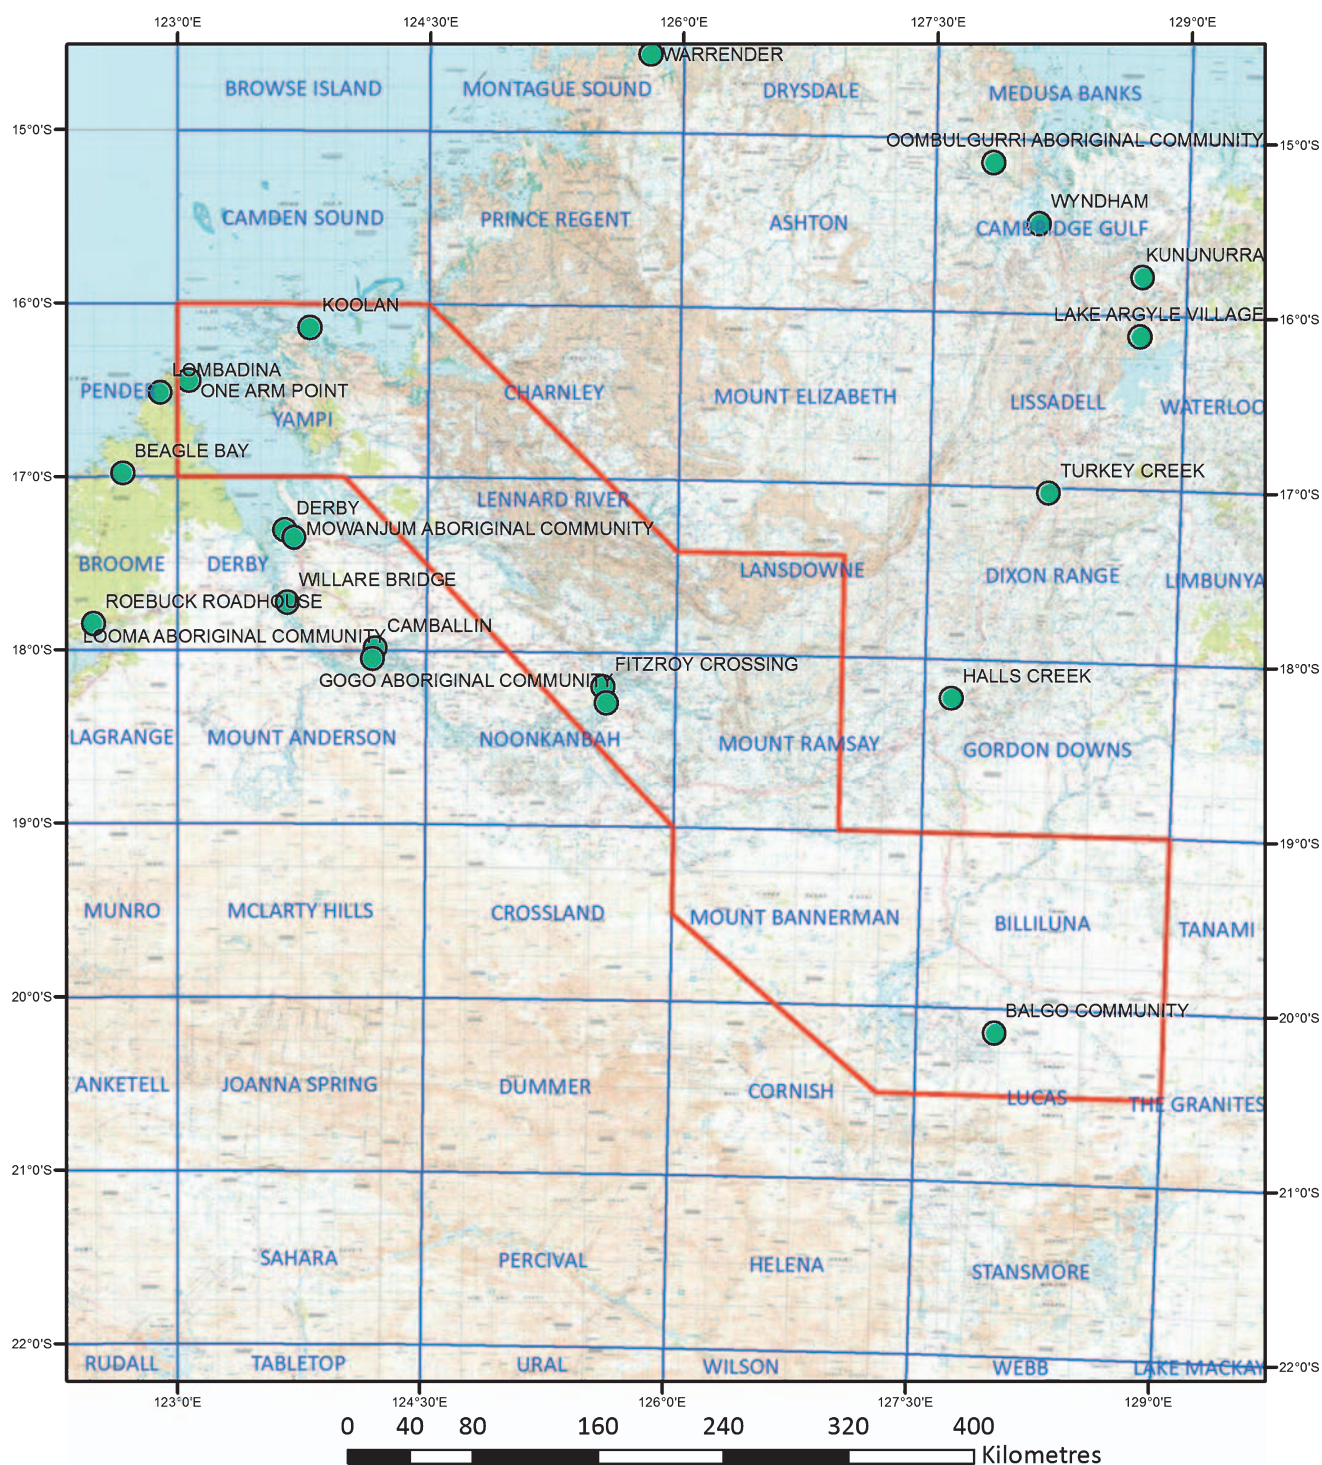 123°0'E 124°30'E 126°0'E 127°30'E 129°0'E
WARRENDER
BROWSE ISLAND MONTAGUE SOUND DRYSDALE MEDUSA BANKS
15°0'S 15°0'S
OOMBULGURRI ABORIGINAL COMMUNITY
WYNDHAM
CAMDEN SOUND PRINCE REGENT ASHTON CAMBRIDGE GULF
KUNUNURRA
16°0'S KOOLAN LAKE ARGYLE VILLAGE 16°0'S
LOMBADINA
PENDER ONE ARM POINT CHARNLEY MOUNT ELIZABETH LISSADELL WATERLOO
YAMPI
BEAGLE BAY
17°0'S TURKEY CREEK 17°0'S
LENNARD RIVER
DERBY
MOWANJUM ABORIGINAL COMMUNITY
BROOME DERBY LANSDOWNE DIXON RANGE LIMBUNYA
WILLARE BRIDGE
ROEBUCK ROADHOUSE
CAMBALLIN
LOOMA ABORIGINAL COMMUNITY
18°0'S FITZROY CROSSING 18°0'S
GOGO ABORIGINAL COMMUNITY HALLS CREEK
LAGRANGE MOUNT ANDERSON NOONKANBAH MOUNT RAMSAY GORDON DOWNS
19°0'S 19°0'S
MUNRO MCLARTY HILLS CROSSLAND MOUNT BANNERMAN BILLILUNA TANAMI
20°0'S BALGO COMMUNITY 20°0'S
ANKETELL JOANNA SPRING DUMMER CORNISH LUCAS THE GRANITES
21°0'S 21°0'S
SAHARA PERCIVAL HELENA STANSMORE
22°0'S 22°0'S
RUDALL TABLETOP URAL WILSON WEBB LAKE MACKAY
123°0'E 124°30'E 126°0'E 127°30'E 129°0'E
0 40 80 160 240 320 400
Kilometres